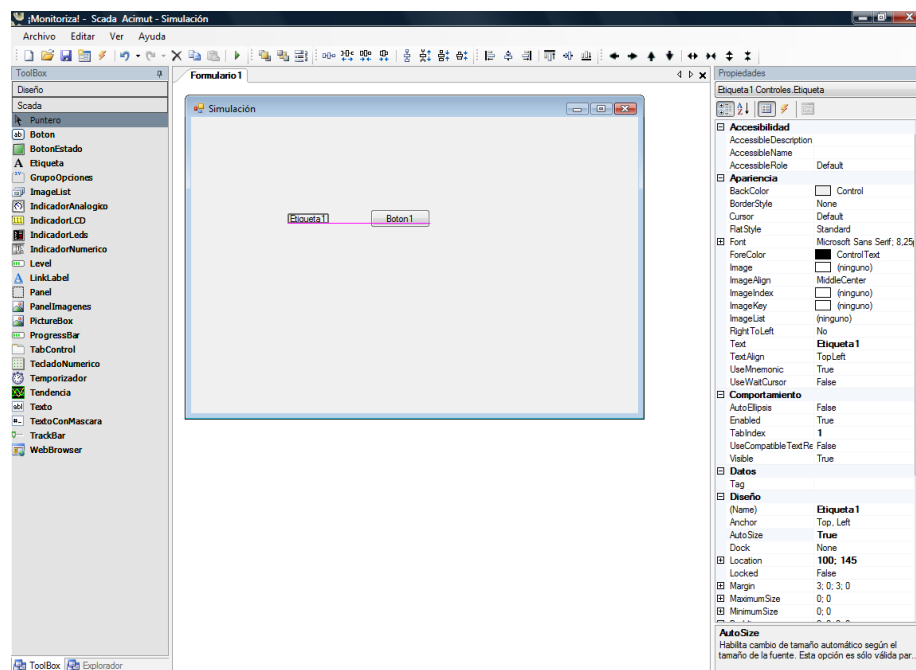 ¡Monitoriza! - Scada Acimut - Simulación
Archivo Editar Ver Ayuda
ToolBox
Diseño
Scada
Puntero
Boton
BotonEstado
Etiqueta
GrupoOpciones
ImageList
IndicadorAnalogico
IndicadorLCD
IndicadorLeds
IndicadorNumerico
Level
LinkLabel
Panel
PanelImagenes
PictureBox
ProgressBar
TabControl
TecladoNumerico
Temporizador
Tendencia
Texto
TextoConMascara
TrackBar
WebBrowser
ToolBox Explorador
Formulario1
Simulación
Etiqueta1 Boton1
Propiedades
Etiqueta1 Controles.Etiqueta
Accesibilidad
AccessibleDescription
AccessibleName
AccessibleRole Default
Apariencia
BackColor Control
BorderStyle None
Cursor Default
FlatStyle Standard
Font Microsoft Sans Serif; 8,25
ForeColor ControlText
Image (ninguno)
ImageAlign MiddleCenter
ImageIndex (ninguno)
ImageKey (ninguno)
ImageList (ninguno)
RightToLeft No
Text Etiqueta1
TextAlign TopLeft
UseMnemonic True
UseWaitCursor False
Comportamiento
AutoEllipsis False
Enabled True
TabIndex 1
UseCompatibleTextRe False
Visible True
Datos
Tag
Diseño
(Name) Etiqueta1
Anchor Top, Left
AutoSize True
Dock None
Location 100; 145
Locked False
Margin 3; 0; 3; 0
MaximumSize 0; 0
MinimumSize 0; 0
AutoSize
Habilita cambio de tamaño automático según el
tamaño de la fuente. Esta opción es sólo válida par...